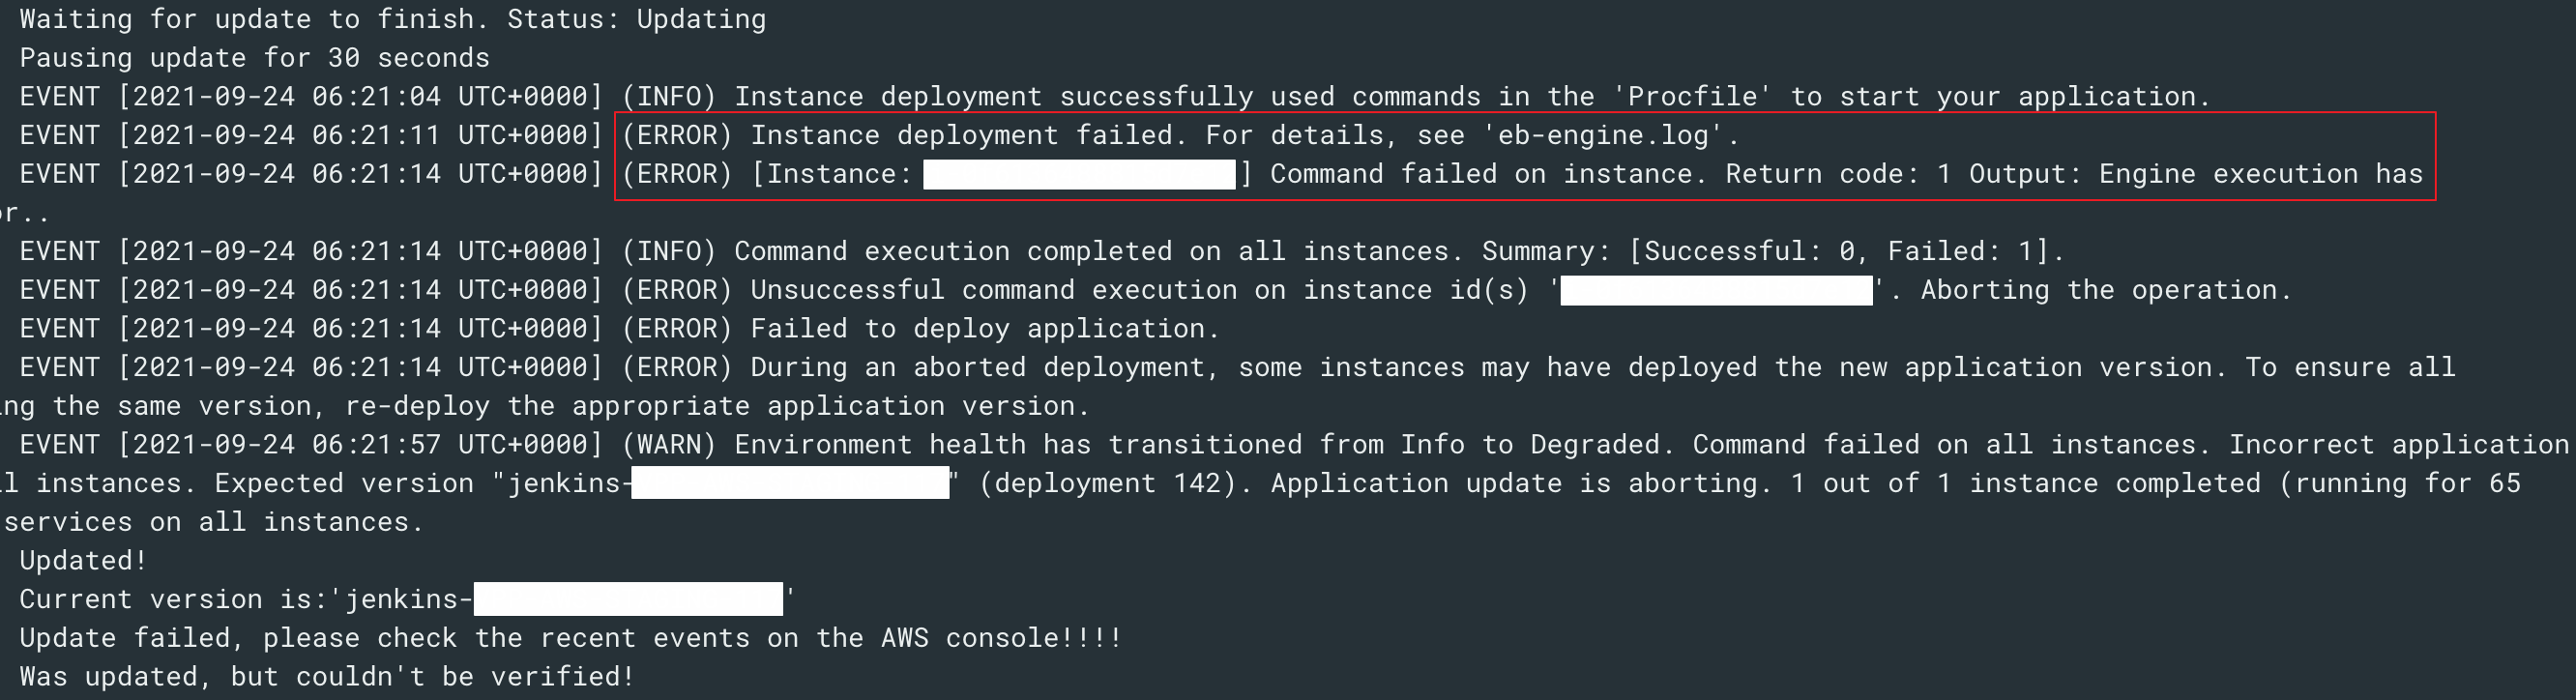 Waiting for update to finish. Status: Updating
Pausing update for 30 seconds
EVENT [2021-09-24 06:21:04 UTC+0000] (INFO) Instance deployment successfully used commands in the 'Procfile' to start your application.
EVENT [2021-09-24 06:21:11 UTC+0000] (ERROR) Instance deployment failed. For details, see 'eb-engine.log'.
EVENT [2021-09-24 06:21:14 UTC+0000] (ERROR) [Instance: ] Command failed on instance. Return code: 1 Output: Engine execution has
or..
EVENT [2021-09-24 06:21:14 UTC+0000] (INFO) Command execution completed on all instances. Summary: [Successful: 0, Failed: 1].
EVENT [2021-09-24 06:21:14 UTC+0000] (ERROR) Unsuccessful command execution on instance id(s) ''. Aborting the operation.
EVENT [2021-09-24 06:21:14 UTC+0000] (ERROR) Failed to deploy application.
EVENT [2021-09-24 06:21:14 UTC+0000] (ERROR) During an aborted deployment, some instances may have deployed the new application version. To ensure all
ng the same version, re-deploy the appropriate application version.
EVENT [2021-09-24 06:21:57 UTC+0000] (WARN) Environment health has transitioned from Info to Degraded. Command failed on all instances. Incorrect application
l instances. Expected version "jenkins-" (deployment 142). Application update is aborting. 1 out of 1 instance completed (running for 65
services on all instances.
Updated!
Current version is:'jenkins-'
Update failed, please check the recent events on the AWS console!!!!
Was updated, but couldn't be verified!